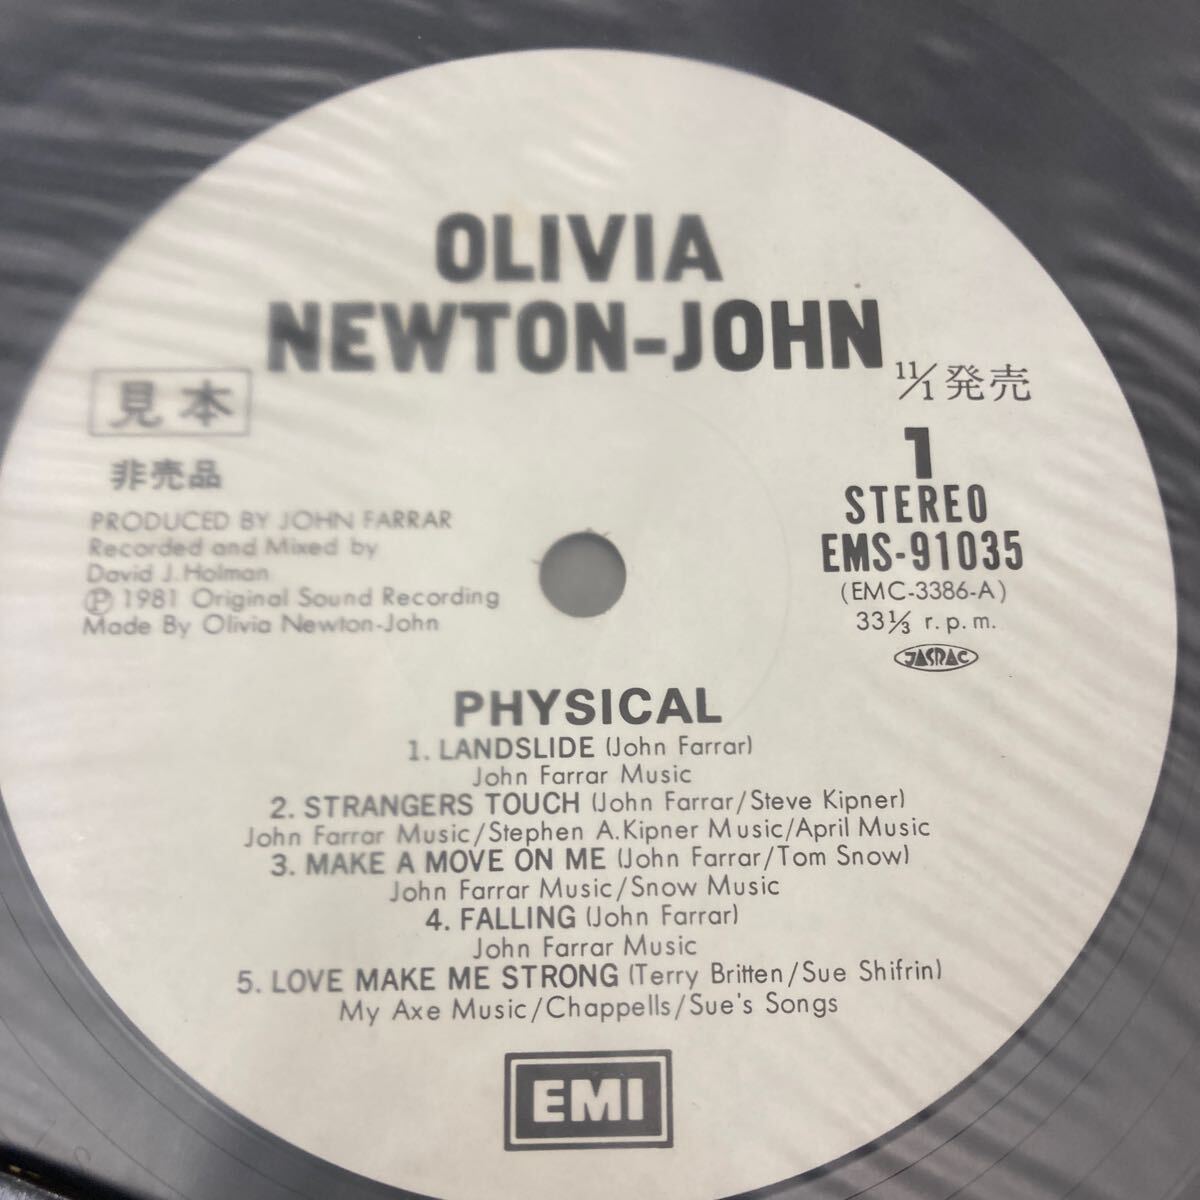 OLIVIA
NEWTON-JOHN
11/1 発売
見本
非売品
1
STEREO
EMS-91035
(EMC-3386-A)
33⅓ r.p.m.
JASRAC
PRODUCED BY JOHN FARRAR
Recorded and Mixed by
David J. Holman
Ⓟ 1981 Original Sound Recording
Made By Olivia Newton-John
PHYSICAL
1. LANDSLIDE (John Farrar)
John Farrar Music
2. STRANGERS TOUCH (John Farrar/Steve Kipner)
John Farrar Music/Stephen A.Kipner Music/April Music
3. MAKE A MOVE ON ME (John Farrar/Tom Snow)
John Farrar Music/Snow Music
4. FALLING (John Farrar)
John Farrar Music
5. LOVE MAKE ME STRONG (Terry Britten/Sue Shifrin)
My Axe Music/Chappells/Sue's Songs
EMI